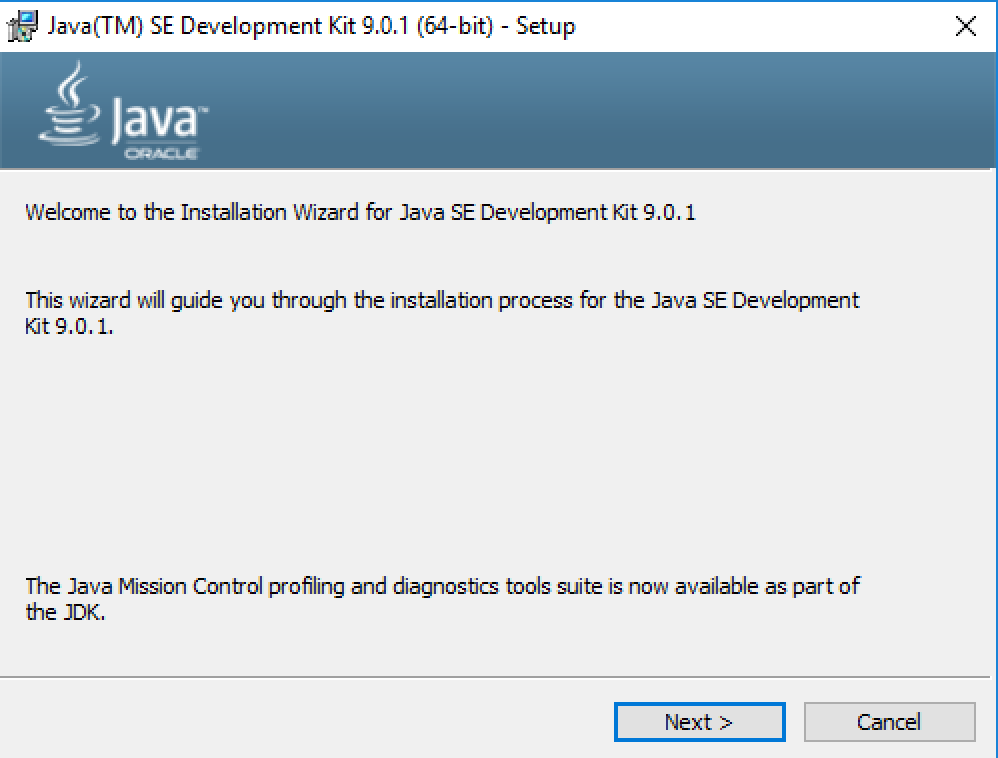 Java(TM) SE Development Kit 9.0.1 (64-bit) - Setup
Java™
ORACLE
Welcome to the Installation Wizard for Java SE Development Kit 9.0.1
This wizard will guide you through the installation process for the Java SE Development
Kit 9.0.1.
The Java Mission Control profiling and diagnostics tools suite is now available as part of
the JDK.
Next > Cancel